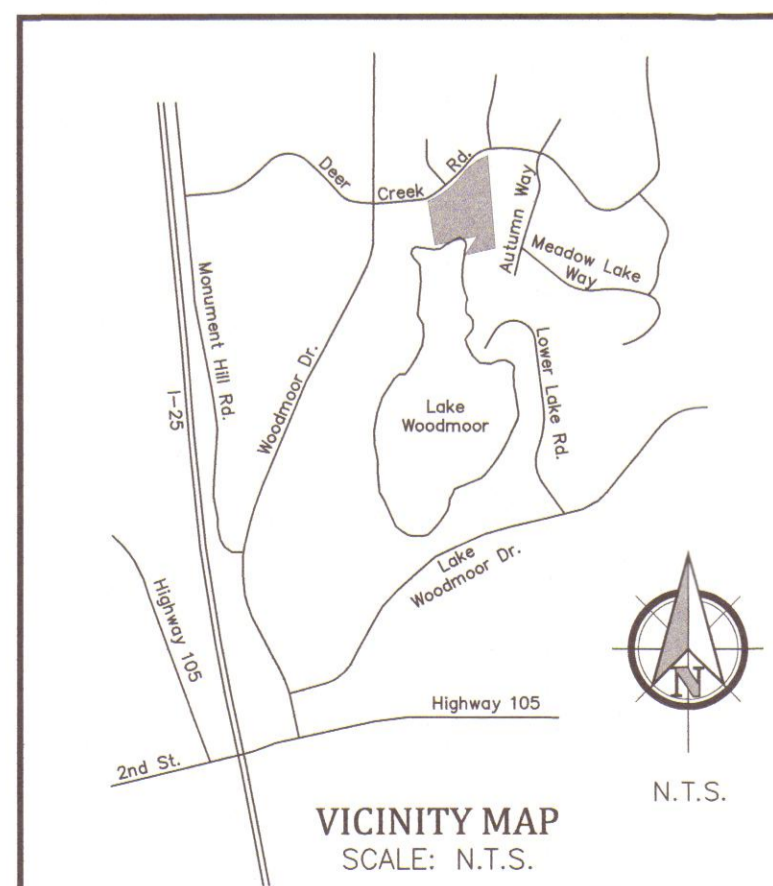 Deer
Creek
Rd.
Autumn Way
Meadow Lake
Way
Monument Hill Rd.
I-25
Woodmoor Dr.
Lake
Woodmoor
Lower Lake Rd.
Lake
Woodmoor Dr.
Highway 105
Highway 105
2nd St.
N
N.T.S.
VICINITY MAP
SCALE: N.T.S.